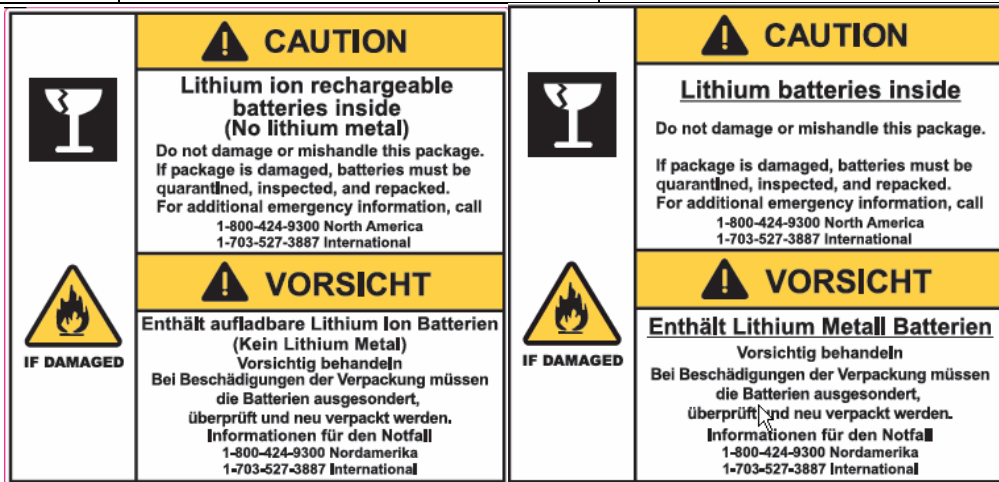 CAUTION
Lithium ion rechargeable
batteries inside
(No lithium metal)
Do not damage or mishandle this package.
If package is damaged, batteries must be
quarantined, inspected, and repacked.
For additional emergency information, call
1-800-424-9300 North America
1-703-527-3887 International
VORSICHT
Enthält aufladbare Lithium Ion Batterien
(Kein Lithium Metal)
Vorsichtig behandeln
Bei Beschädigungen der Verpackung müssen
die Batterien ausgesondert,
überprüft und neu verpackt werden.
Informationen für den Notfall
1-800-424-9300 Nordamerika
1-703-527-3887 International
IF DAMAGED
CAUTION
Lithium batteries inside
Do not damage or mishandle this package.
If package is damaged, batteries must be
quarantined, inspected, and repacked.
For additional emergency information, call
1-800-424-9300 North America
1-703-527-3887 International
VORSICHT
Enthält Lithium Metall Batterien
Vorsichtig behandeln
Bei Beschädigungen der Verpackung müssen
die Batterien ausgesondert,
überprüft und neu verpackt werden.
Informationen für den Notfall
1-800-424-9300 Nordamerika
1-703-527-3887 International
IF DAMAGED